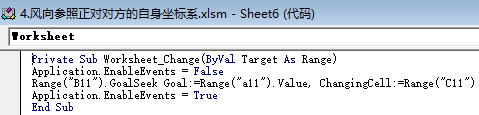 4.风向参照正对对方的自身坐标系.xlsm - Sheet6 (代码)
Worksheet
Private Sub Worksheet_Change(ByVal Target As Range)
Application.EnableEvents = False
Range("B11").GoalSeek Goal:=Range("a11").Value, ChangingCell:=Range("C11")
Application.EnableEvents = True
End Sub